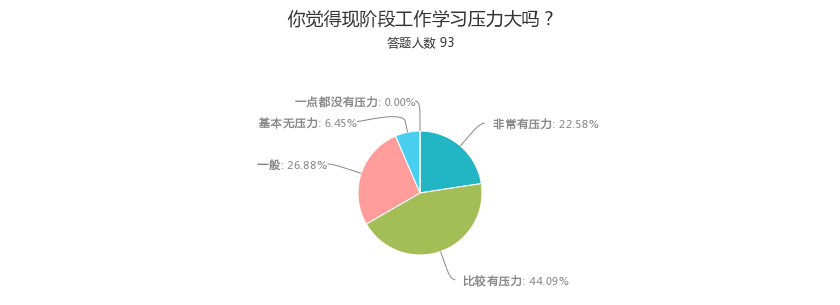 你觉得现阶段工作学习压力大吗？
答题人数 93
一点都没有压力: 0.00%
基本无压力: 6.45%
非常有压力: 22.58%
一般: 26.88%
比较有压力: 44.09%